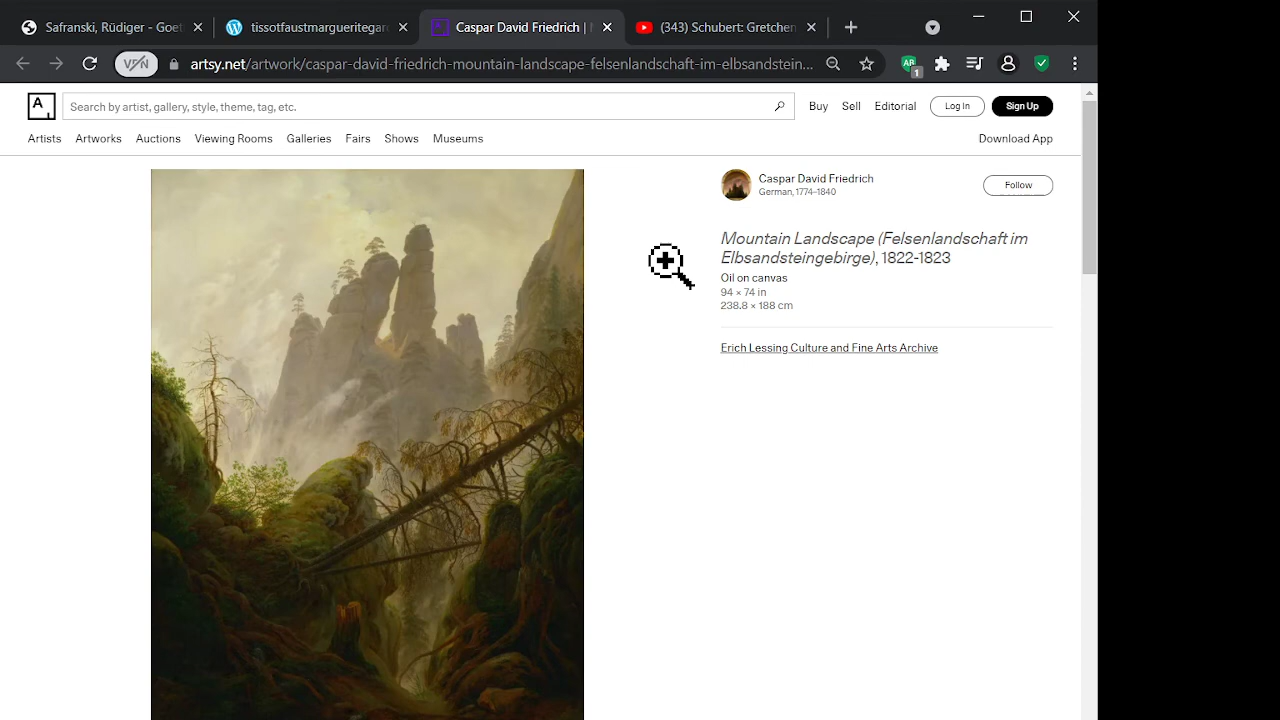 Safranski, Rüdiger - Goet
tissotfaustmargueritegar
Caspar David Friedrich | M
(343) Schubert: Gretchen
VPN
artsy.net/artwork/caspar-david-friedrich-mountain-landscape-felsenlandschaft-im-elbsandstein...
1
A
Search by artist, gallery, style, theme, tag, etc.
Buy Sell Editorial Log In Sign Up
Artists Artworks Auctions Viewing Rooms Galleries Fairs Shows Museums Download App
Caspar David Friedrich
German, 1774–1840
Follow
Mountain Landscape (Felsenlandschaft im
Elbsandsteingebirge), 1822-1823
Oil on canvas
94 × 74 in
238.8 × 188 cm
Erich Lessing Culture and Fine Arts Archive